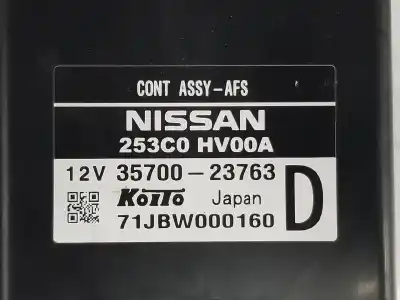 CONT ASSY-AFS
NISSAN
253C0 HV00A
12V 35700-23763
KOITO Japan D
71JBW000160